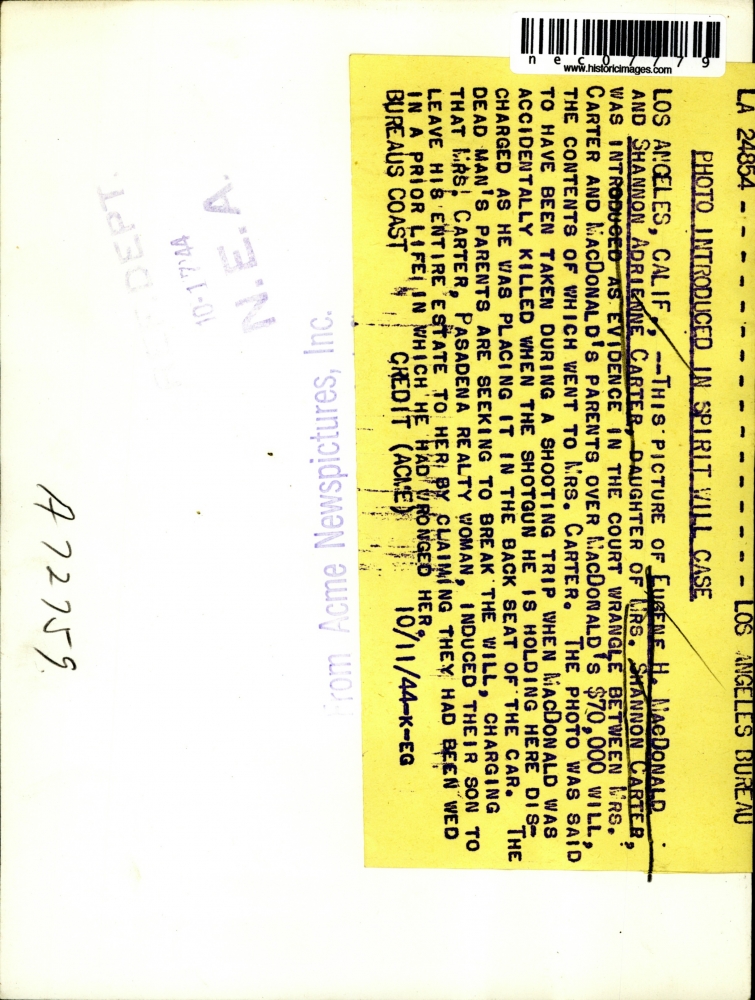 neco7779
www.historicimages.com
LA 24854 - - - - - - - - - - - - - - - LOS ANGELES BUREAU
PHOTO INTRODUCED IN SPIRIT WILL CASE
LOS ANGELES, CALIF., --THIS PICTURE OF EUGENE H. MACDONALD
AND SHANNON ADRIENNE CARTER, DAUGHTER OF MRS. SHANNON CARTER,
WAS INTRODUCED AS EVIDENCE IN THE COURT WRANGLE BETWEEN MRS.
CARTER AND MACDONALD'S PARENTS OVER MACDONALD'S $70,000 WILL,
THE CONTENTS OF WHICH WENT TO MRS. CARTER. THE PHOTO WAS SAID
TO HAVE BEEN TAKEN DURING A SHOOTING TRIP WHEN MACDONALD WAS
ACCIDENTALLY KILLED WHEN THE SHOTGUN HE IS HOLDING HERE DIS-
CHARGED AS HE WAS PLACING IT IN THE BACK SEAT OF THE CAR. THE
DEAD MAN'S PARENTS ARE SEEKING TO BREAK THE WILL, CHARGING
THAT MRS. CARTER, PASADENA REALTY WOMAN, INDUCED THEIR SON TO
LEAVE HIS ENTIRE ESTATE TO HER BY CLAIMING THEY HAD BEEN WED
IN A PRIOR LIFE, IN WHICH HE HAD WRONGED HER.
BUREAUS COAST CREDIT (ACME) 10/11/44-K-EG
From Acme Newspictures, Inc.
N.E.A.
10-17-44
DEPT.
A72759